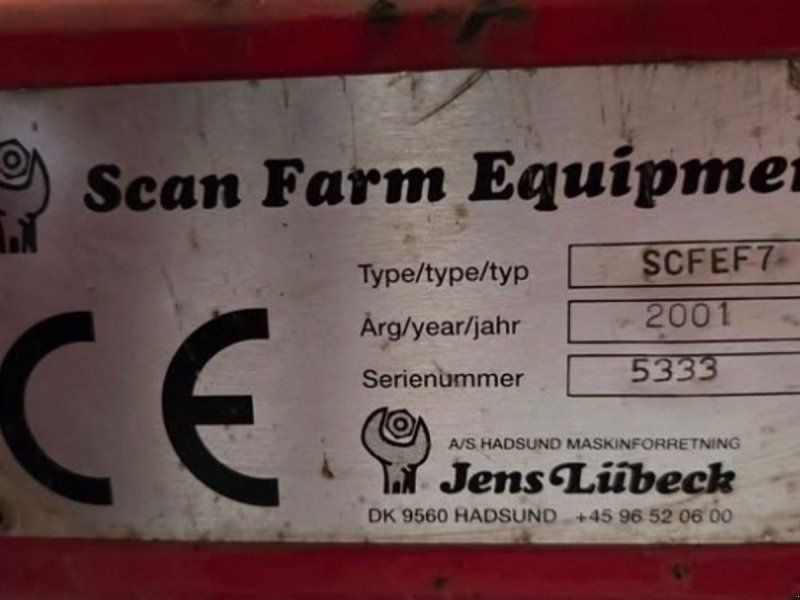 Scan Farm Equipme
Type/type/typ SCFEF7
Årg/year/jahr 2001
Serienummer 5333
CE
A/S HADSUND MASKINFORRETNING
Jens Lübeck
DK 9560 HADSUND +45 96 52 06 00